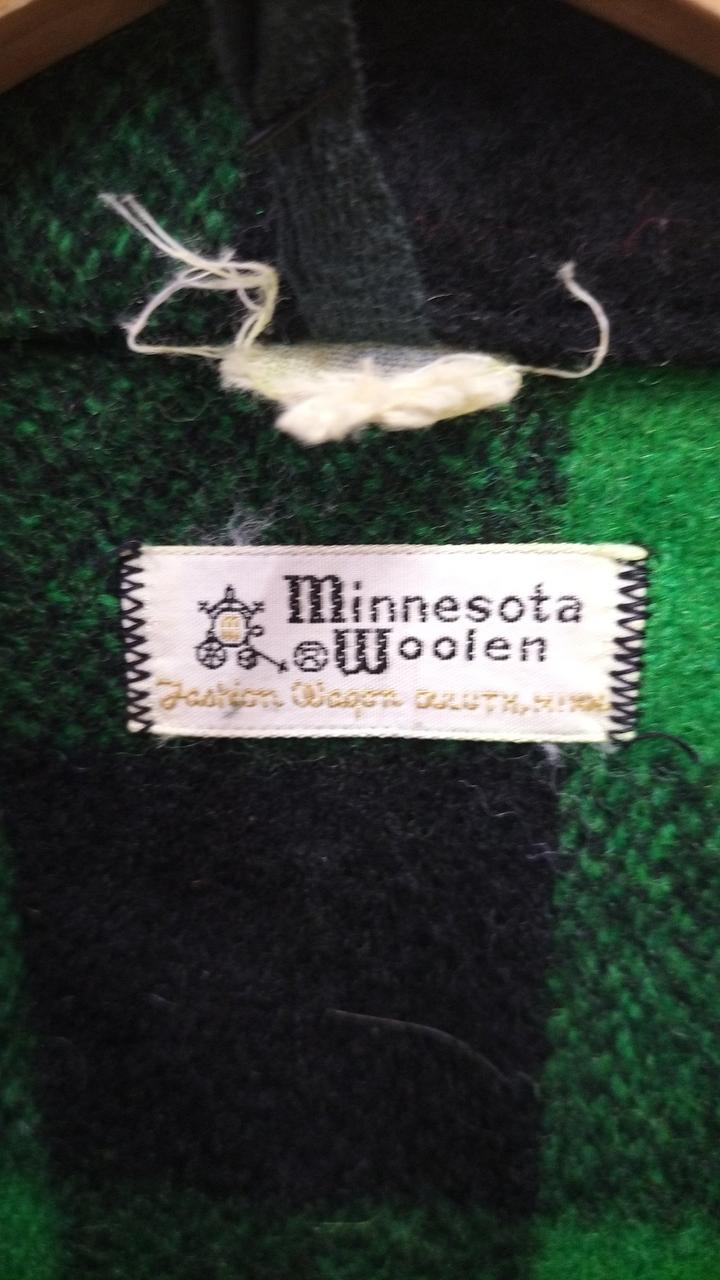 Minnesota
® Woolen
Fashion Wagon DULUTH, MINN.